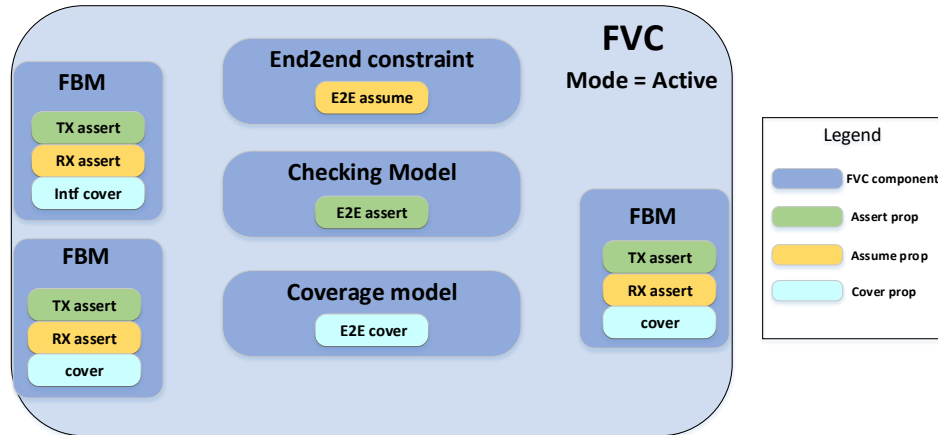 FVC
Mode = Active
FBM
TX assert
RX assert
Intf cover
FBM
TX assert
RX assert
cover
End2end constraint
E2E assume
Checking Model
E2E assert
Coverage model
E2E cover
FBM
TX assert
RX assert
cover
Legend
FVC component
Assert prop
Assume prop
Cover prop